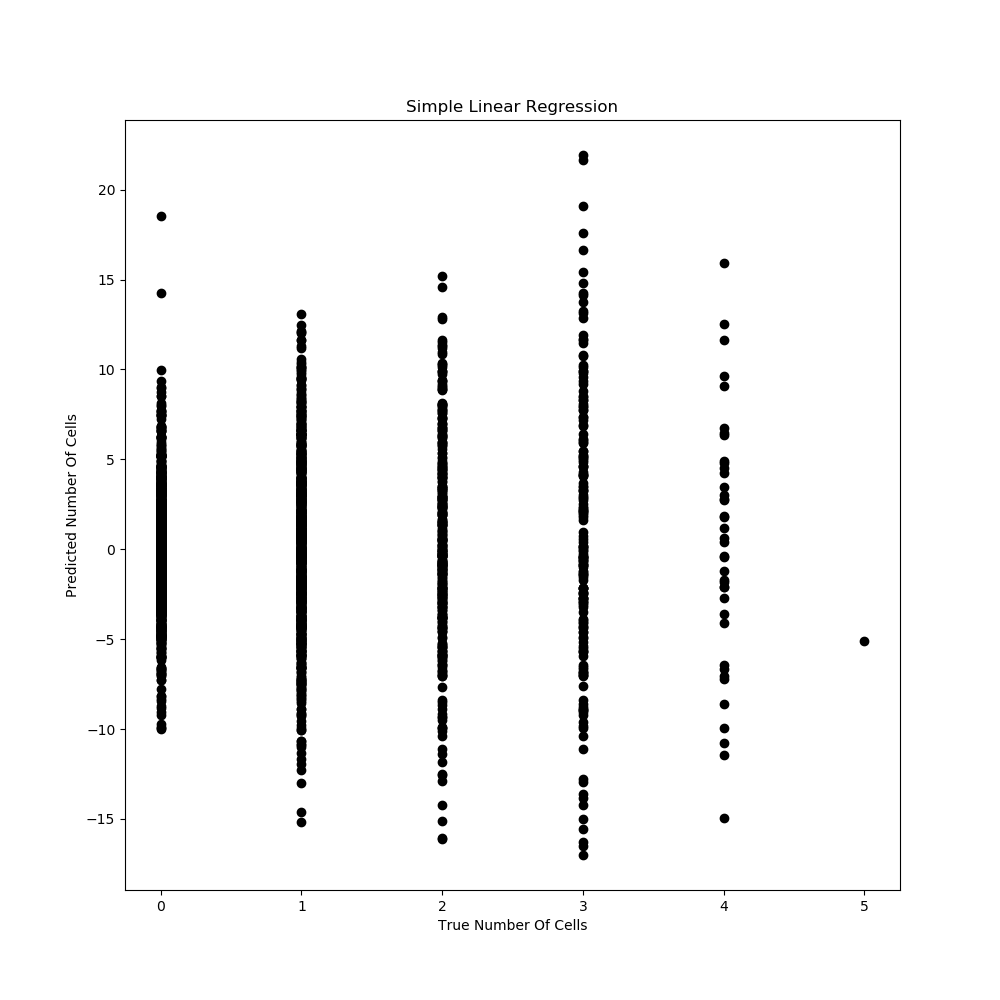 Simple Linear Regression
20
15
10
5
0
−5
−10
−15
Predicted Number Of Cells
0 1 2 3 4 5
True Number Of Cells